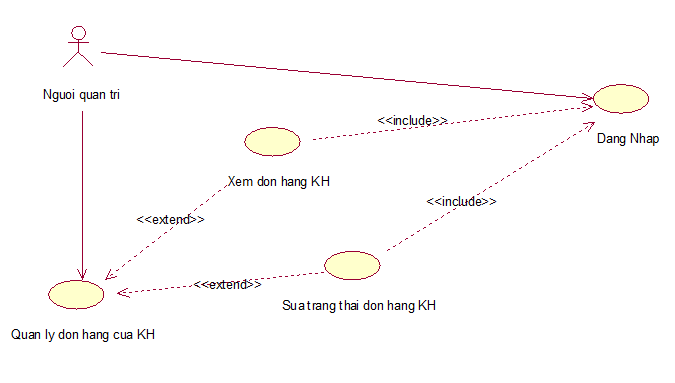 Nguoi quan tri
Dang Nhap
<<include>>
Xem don hang KH
<<include>>
<<extend>>
<<extend>>
Sua trang thai don hang KH
Quan ly don hang cua KH